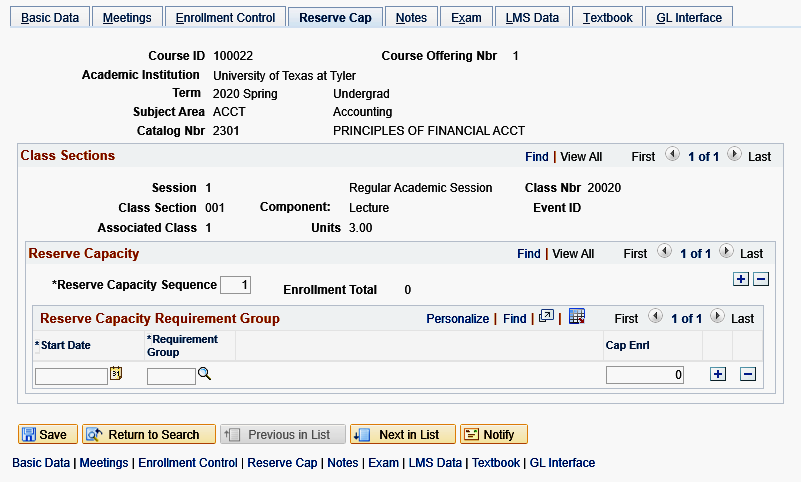 Basic Data Meetings Enrollment Control Reserve Cap Notes Exam LMS Data Textbook GL Interface
Course ID 100022 Course Offering Nbr 1
Academic Institution University of Texas at Tyler
Term 2020 Spring Undergrad
Subject Area ACCT Accounting
Catalog Nbr 2301 PRINCIPLES OF FINANCIAL ACCT
Class Sections Find | View All First 1 of 1 Last
Session 1 Regular Academic Session Class Nbr 20020
Class Section 001 Component: Lecture Event ID
Associated Class 1 Units 3.00
Reserve Capacity Find | View All First 1 of 1 Last
*Reserve Capacity Sequence 1 Enrollment Total 0
Reserve Capacity Requirement Group Personalize | Find | | First 1 of 1 Last
*Start Date *Requirement Group Cap Enrl
31 0
Save Return to Search Previous in List Next in List Notify
Basic Data | Meetings | Enrollment Control | Reserve Cap | Notes | Exam | LMS Data | Textbook | GL Interface